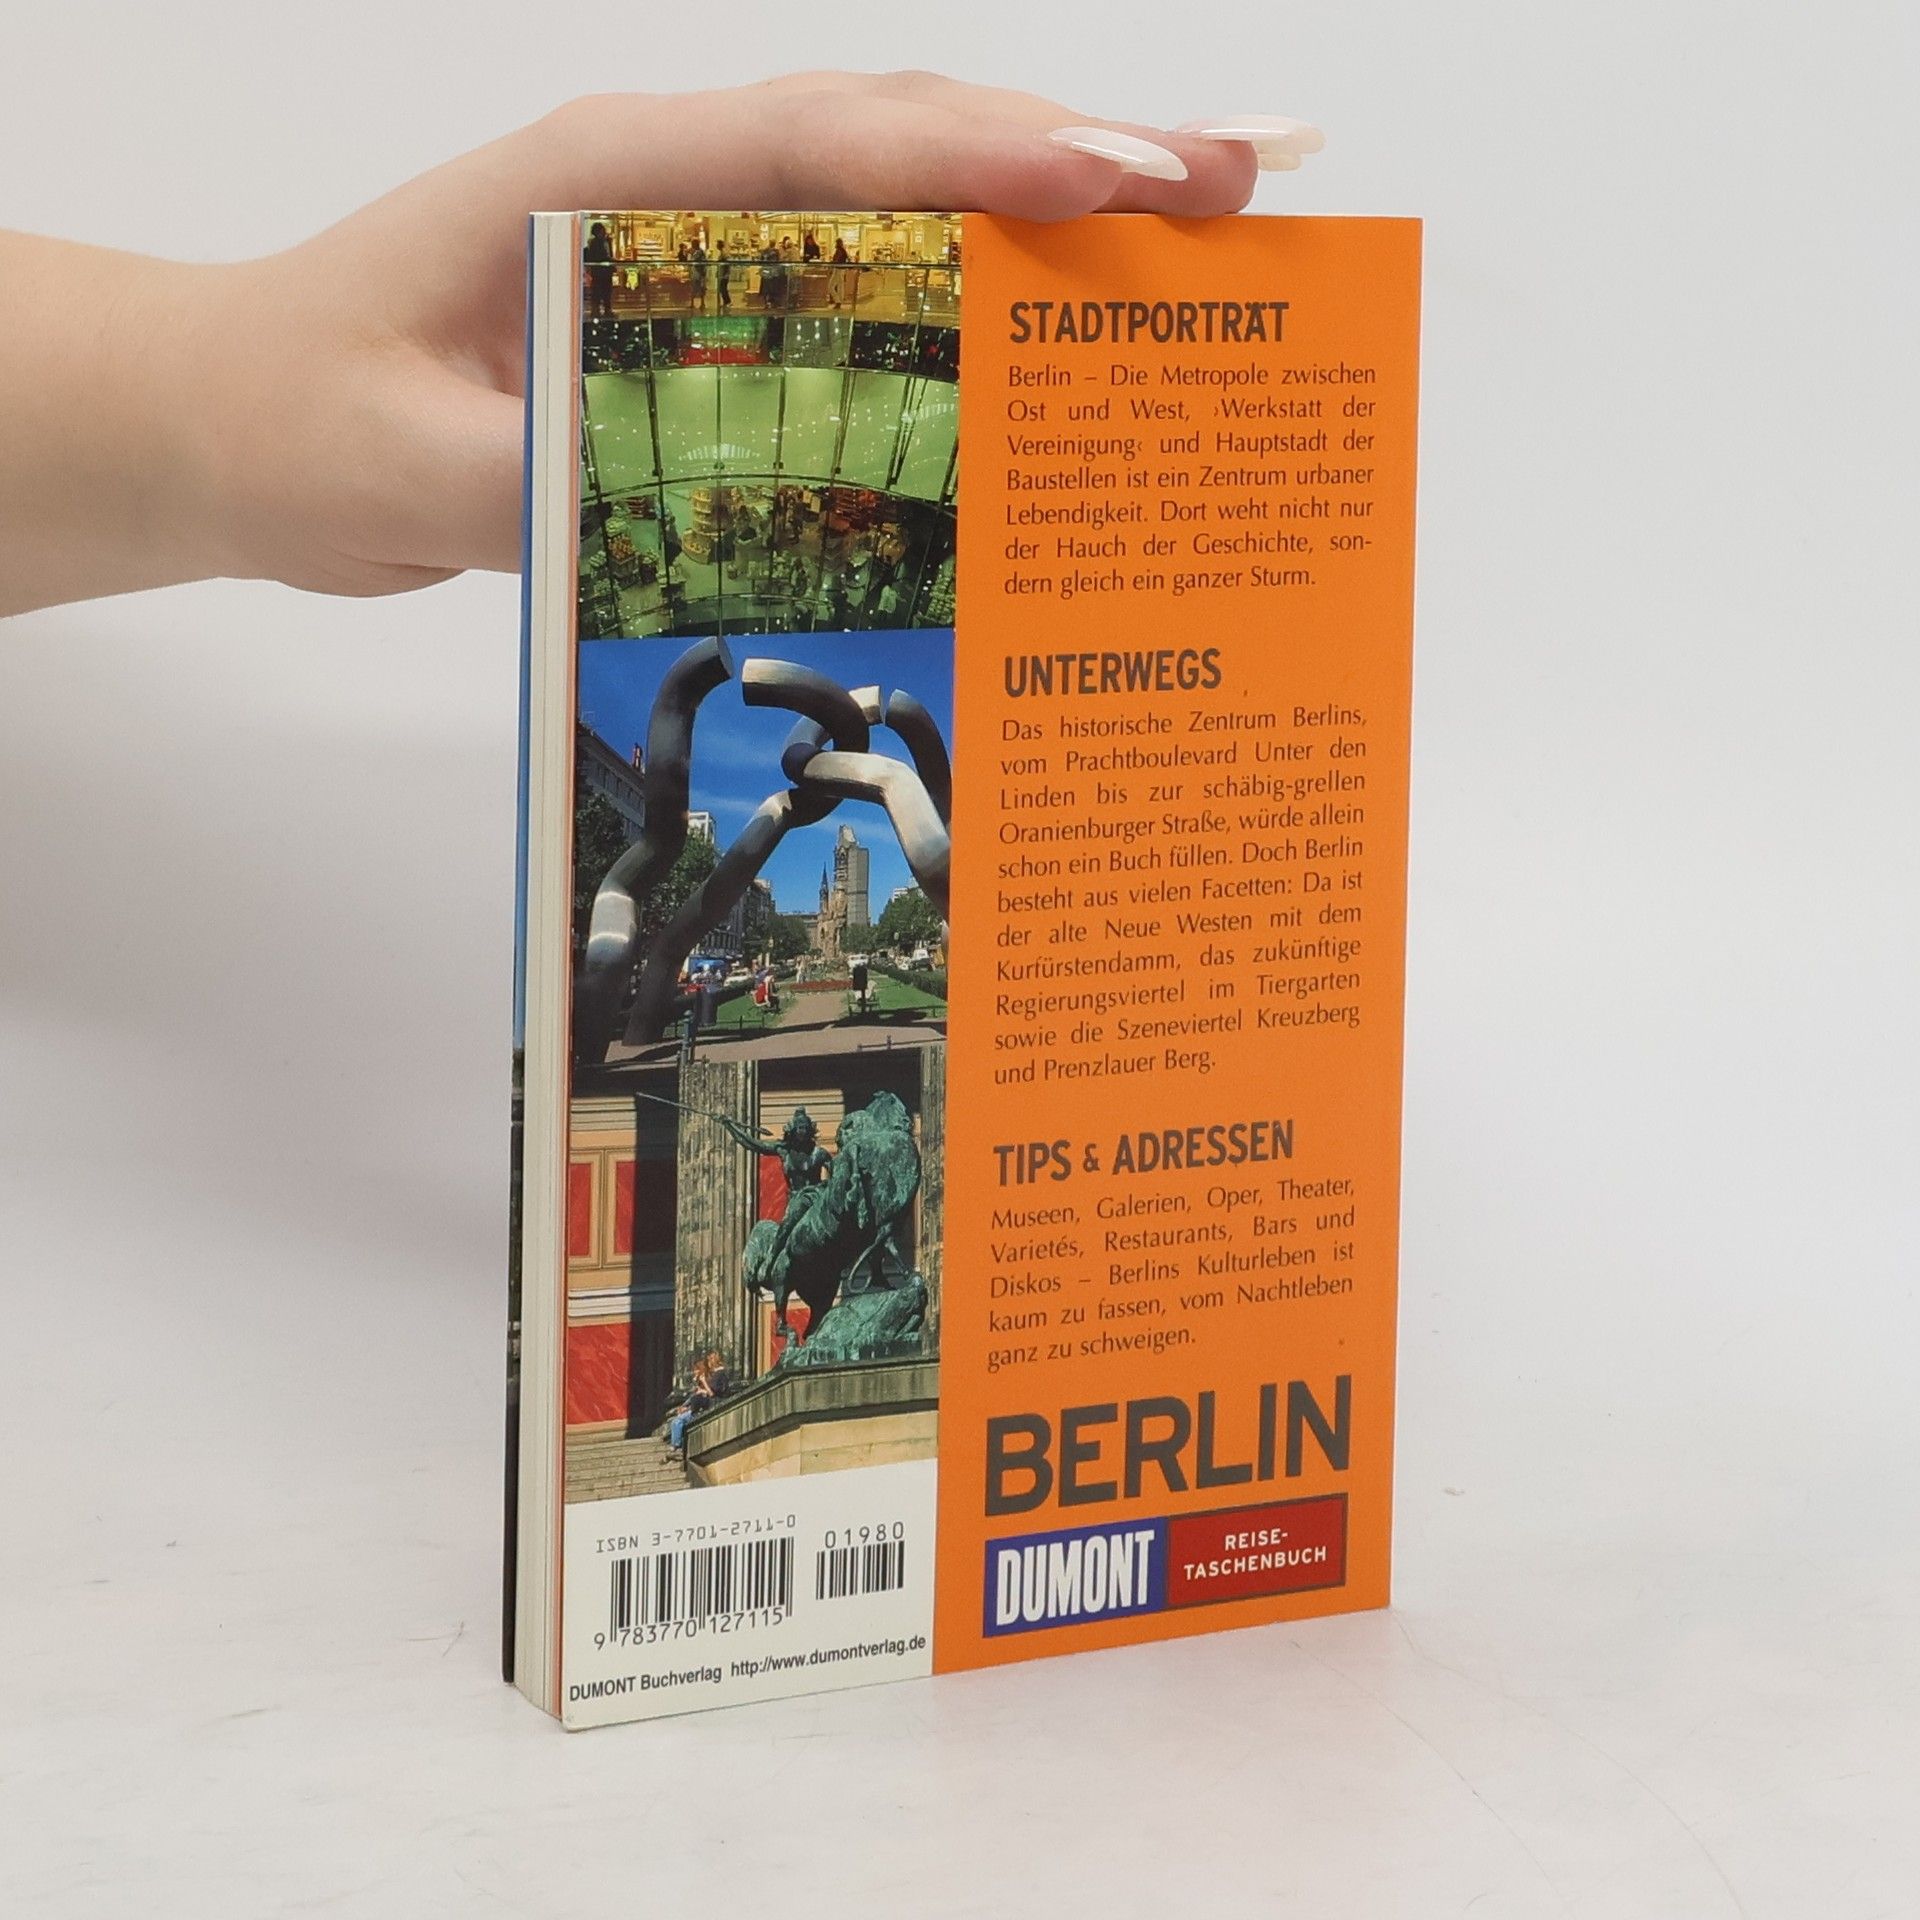 STADTPORTRÄT
Berlin – Die Metropole zwischen
Ost und West, ›Werkstatt der
Vereinigung‹ und Hauptstadt der
Baustellen ist ein Zentrum urbaner
Lebendigkeit. Dort weht nicht nur
der Hauch der Geschichte, son-
dern gleich ein ganzer Sturm.
UNTERWEGS
Das historische Zentrum Berlins,
vom Prachtboulevard Unter den
Linden bis zur schäbig-grellen
Oranienburger Straße, würde allein
schon ein Buch füllen. Doch Berlin
besteht aus vielen Facetten: Da ist
der alte Neue Westen mit dem
Kurfürstendamm, das zukünftige
Regierungsviertel im Tiergarten
sowie die Szeneviertel Kreuzberg
und Prenzlauer Berg.
TIPS & ADRESSEN
Museen, Galerien, Oper, Theater,
Varietés, Restaurants, Bars und
Diskos – Berlins Kulturleben ist
kaum zu fassen, vom Nachtleben
ganz zu schweigen.
BERLIN
DUMONT
REISE-
TASCHENBUCH
ISBN 3-7701-2711-0
01980
9 783770 127115
DUMONT Buchverlag http://www.dumontverlag.de